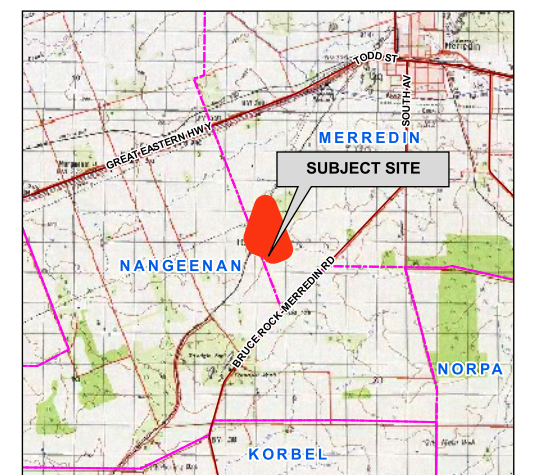 TODD ST
Merredin
SOUTH AV
GREAT EASTERN HWY
MERREDIN
SUBJECT SITE
NANGEENAN
BRUCE ROCK-MERREDIN RD
NORPA
KORBEL